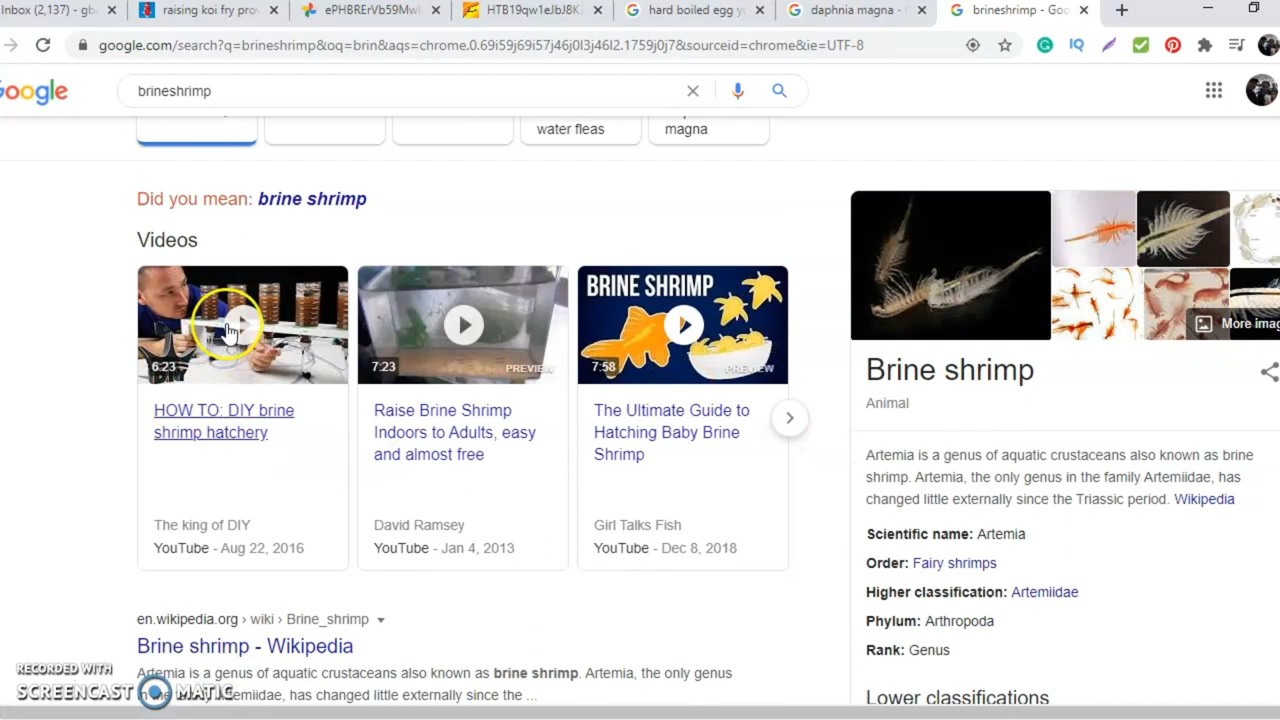 Inbox (2,137) - gb
raising koi fry pro
ePHBRErVb59Mw
HTB19qw1eJbJ8K
hard boiled egg y
daphnia magna -
brineshrimp - Goo
google.com/search?q=brineshrimp&oq=brin&aqs=chrome.0.69i59j69i57j46j0l3j46l2.1759j0j7&sourceid=chrome&ie=UTF-8
Google
brineshrimp
water fleas
magna
Did you mean: brine shrimp
Videos
6:23
7:23
PREVIEW
BRINE SHRIMP
7:58
PREVIEW
HOW TO: DIY brine
shrimp hatchery
The king of DIY
YouTube - Aug 22, 2016
Raise Brine Shrimp
Indoors to Adults, easy
and almost free
David Ramsey
YouTube - Jan 4, 2013
The Ultimate Guide to
Hatching Baby Brine
Shrimp
Girl Talks Fish
YouTube - Dec 8, 2018
en.wikipedia.org › wiki › Brine_shrimp
Brine shrimp - Wikipedia
Artemia is a genus of aquatic crustaceans also known as brine shrimp. Artemia, the only genus
in the family Artemiidae, has changed little externally since the ...
More imag
Brine shrimp
Animal
Artemia is a genus of aquatic crustaceans also known as brine
shrimp. Artemia, the only genus in the family Artemiidae, has
changed little externally since the Triassic period. Wikipedia
Scientific name: Artemia
Order: Fairy shrimps
Higher classification: Artemiidae
Phylum: Arthropoda
Rank: Genus
Lower classifications
RECORDED WITH
SCREENCAST MATIC